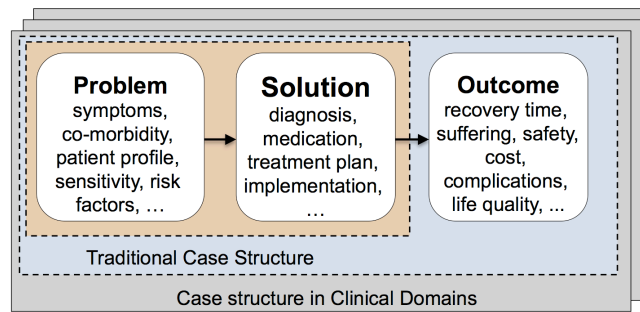 Problem
symptoms,
co-morbidity,
patient profile,
sensitivity, risk
factors, ...
Solution
diagnosis,
medication,
treatment plan,
implementation,
...
Outcome
recovery time,
suffering, safety,
cost,
complications,
life quality, ...
Traditional Case Structure
Case structure in Clinical Domains